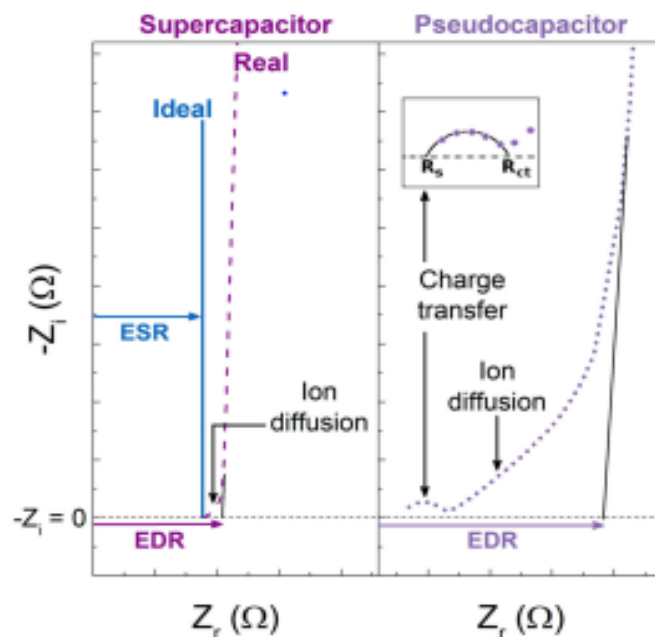 Supercapacitor
Pseudocapacitor
Real
Ideal
R_s
R_ct
Charge
transfer
-Z_i (Ω)
ESR
Ion
diffusion
Ion
diffusion
-Z_i = 0
EDR
EDR
Z_r (Ω)
Z_r (Ω)